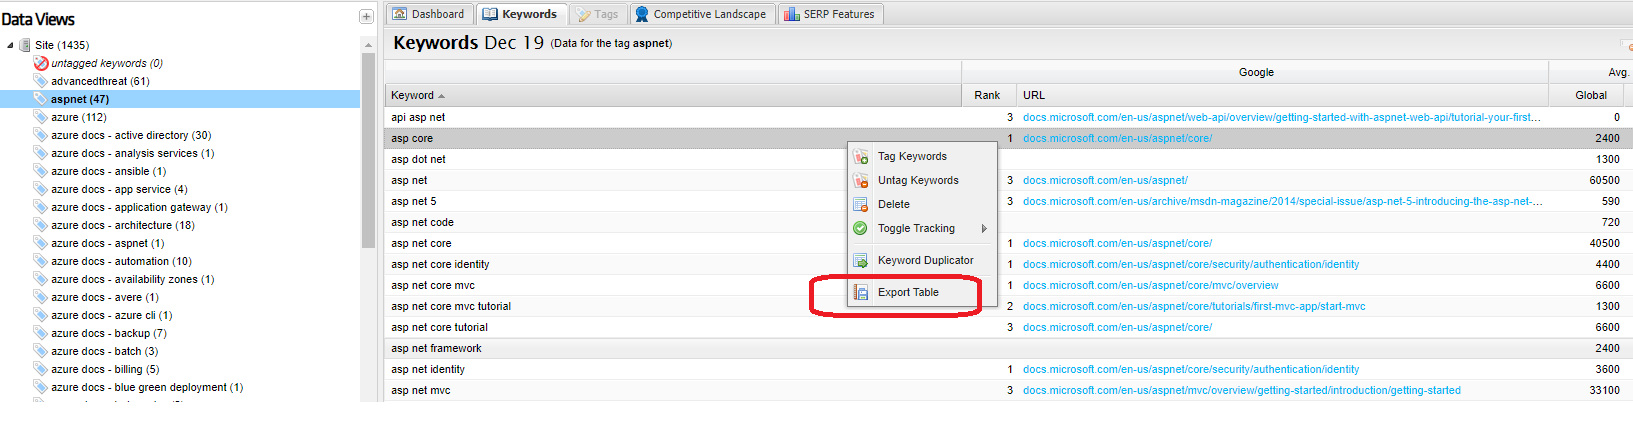 Data Views
Site (1435)
untagged keywords (0)
advancedthreat (61)
aspnet (47)
azure (112)
azure docs - active directory (30)
azure docs - analysis services (1)
azure docs - ansible (1)
azure docs - app service (4)
azure docs - application gateway (1)
azure docs - architecture (18)
azure docs - aspnet (1)
azure docs - automation (10)
azure docs - availability zones (1)
azure docs - avere (1)
azure docs - azure cli (1)
azure docs - backup (7)
azure docs - batch (3)
azure docs - billing (5)
azure docs - blue green deployment (1)
Dashboard Keywords Tags Competitive Landscape SERP Features
Keywords Dec 19 (Data for the tag aspnet)
Google Avg.
Keyword Rank URL Global
api asp net 3 docs.microsoft.com/en-us/aspnet/web-api/overview/getting-started-with-aspnet-web-api/tutorial-your-first... 0
asp core 1 docs.microsoft.com/en-us/aspnet/core/ 2400
asp dot net 1300
asp net 3 docs.microsoft.com/en-us/aspnet/ 60500
asp net 5 3 docs.microsoft.com/en-us/archive/msdn-magazine/2014/special-issue/asp-net-5-introducing-the-asp-net-... 590
asp net code 720
asp net core 1 docs.microsoft.com/en-us/aspnet/core/ 40500
asp net core identity 1 docs.microsoft.com/en-us/aspnet/core/security/authentication/identity 4400
asp net core mvc 1 docs.microsoft.com/en-us/aspnet/core/mvc/overview 6600
asp net core mvc tutorial 2 docs.microsoft.com/en-us/aspnet/core/tutorials/first-mvc-app/start-mvc 1300
asp net core tutorial 3 docs.microsoft.com/en-us/aspnet/core/ 6600
asp net framework 2400
asp net identity 1 docs.microsoft.com/en-us/aspnet/core/security/authentication/identity 3600
asp net mvc 3 docs.microsoft.com/en-us/aspnet/mvc/overview/getting-started/introduction/getting-started 33100
Tag Keywords
Untag Keywords
Delete
Toggle Tracking
Keyword Duplicator
Export Table